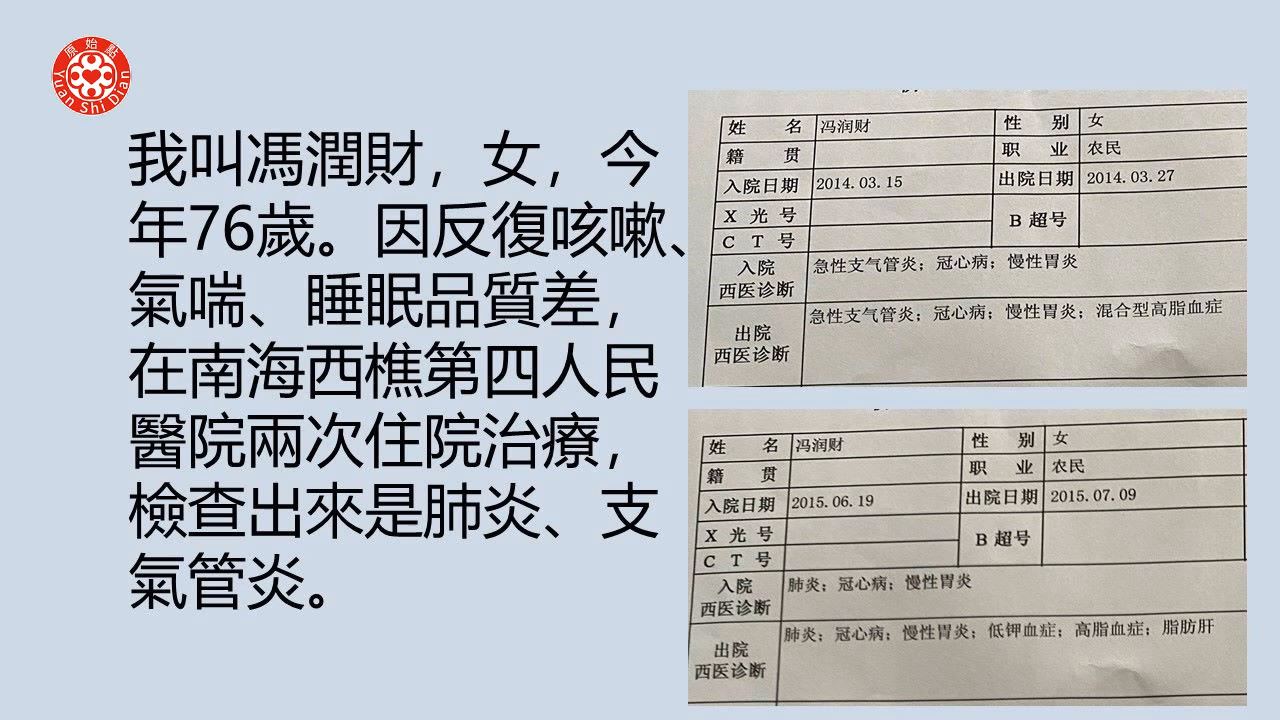 原始點
Yuan Shi Dian
我叫馮潤財，女，今
年76歲。因反復咳嗽、
氣喘、睡眠品質差，
在南海西樵第四人民
醫院兩次住院治療，
檢查出來是肺炎、支
氣管炎。
姓 名 冯润财 性 别 女
籍 贯 职 业 农民
入院日期 2014.03.15 出院日期 2014.03.27
X 光 号 B 超号
C T 号
入院
西医诊断 急性支气管炎；冠心病；慢性胃炎
出院
西医诊断 急性支气管炎；冠心病；慢性胃炎；混合型高脂血症
姓 名 冯润财 性 别 女
籍 贯 职 业 农民
入院日期 2015.06.19 出院日期 2015.07.09
X 光 号 B 超号
C T 号
入院
西医诊断 肺炎；冠心病；慢性胃炎
出院
西医诊断 肺炎；冠心病；慢性胃炎；低钾血症；高脂血症；脂肪肝